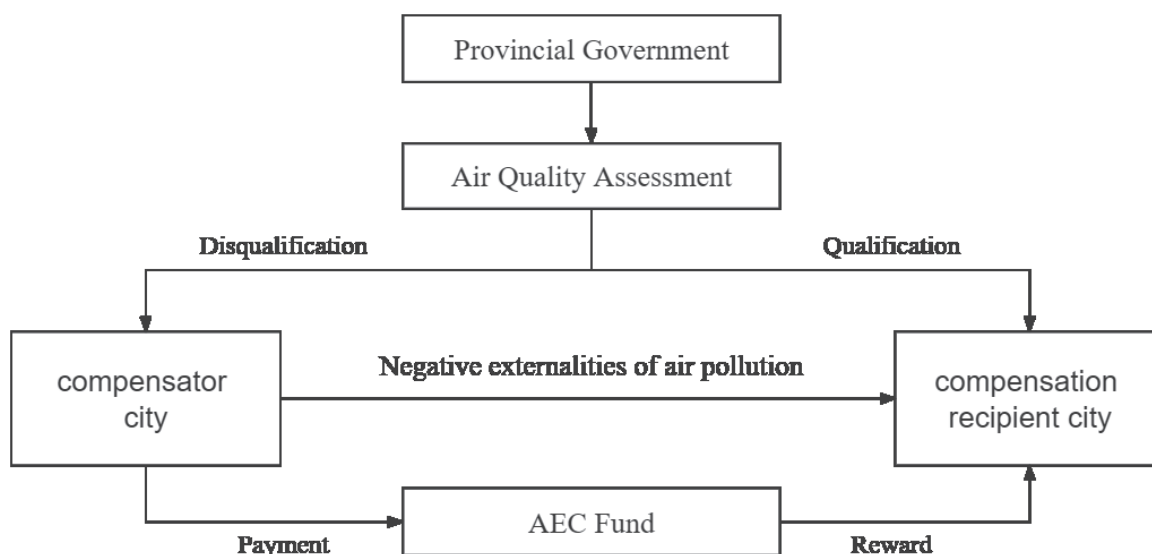 Provincial Government
Air Quality Assessment
Disqualification
Qualification
compensator
city
Negative externalities of air pollution
compensation
recipient city
Payment
AEC Fund
Reward